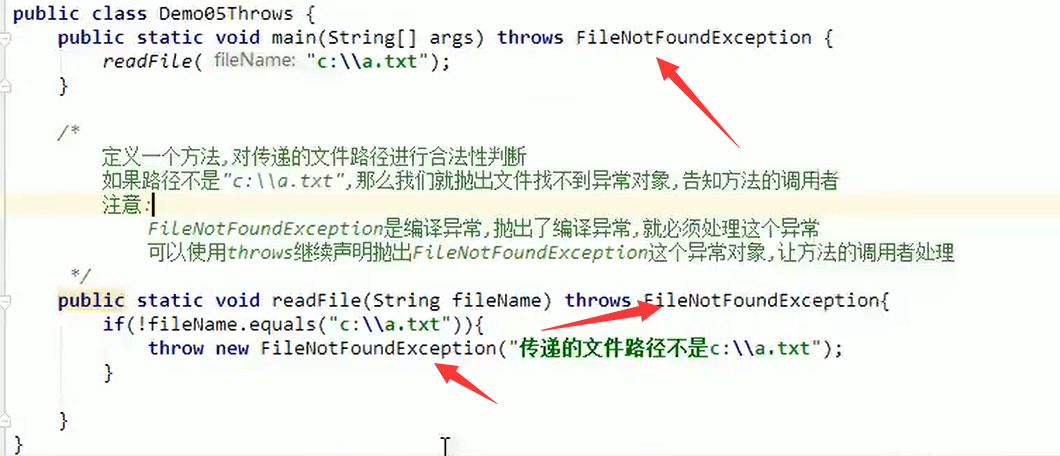 public class Demo05Throws {
public static void main(String[] args) throws FileNotFoundException {
readFile( fileName: "c:\\a.txt");
}
/*
定义一个方法,对传递的文件路径进行合法性判断
如果路径不是"c:\\a.txt",那么我们就抛出文件找不到异常对象,告知方法的调用者
注意:
FileNotFoundException是编译异常,抛出了编译异常,就必须处理这个异常
可以使用throws继续声明抛出FileNotFoundException这个异常对象,让方法的调用者处理
*/
public static void readFile(String fileName) throws FileNotFoundException{
if(!fileName.equals("c:\\a.txt")){
throw new FileNotFoundException("传递的文件路径不是c:\\a.txt");
}
}
}